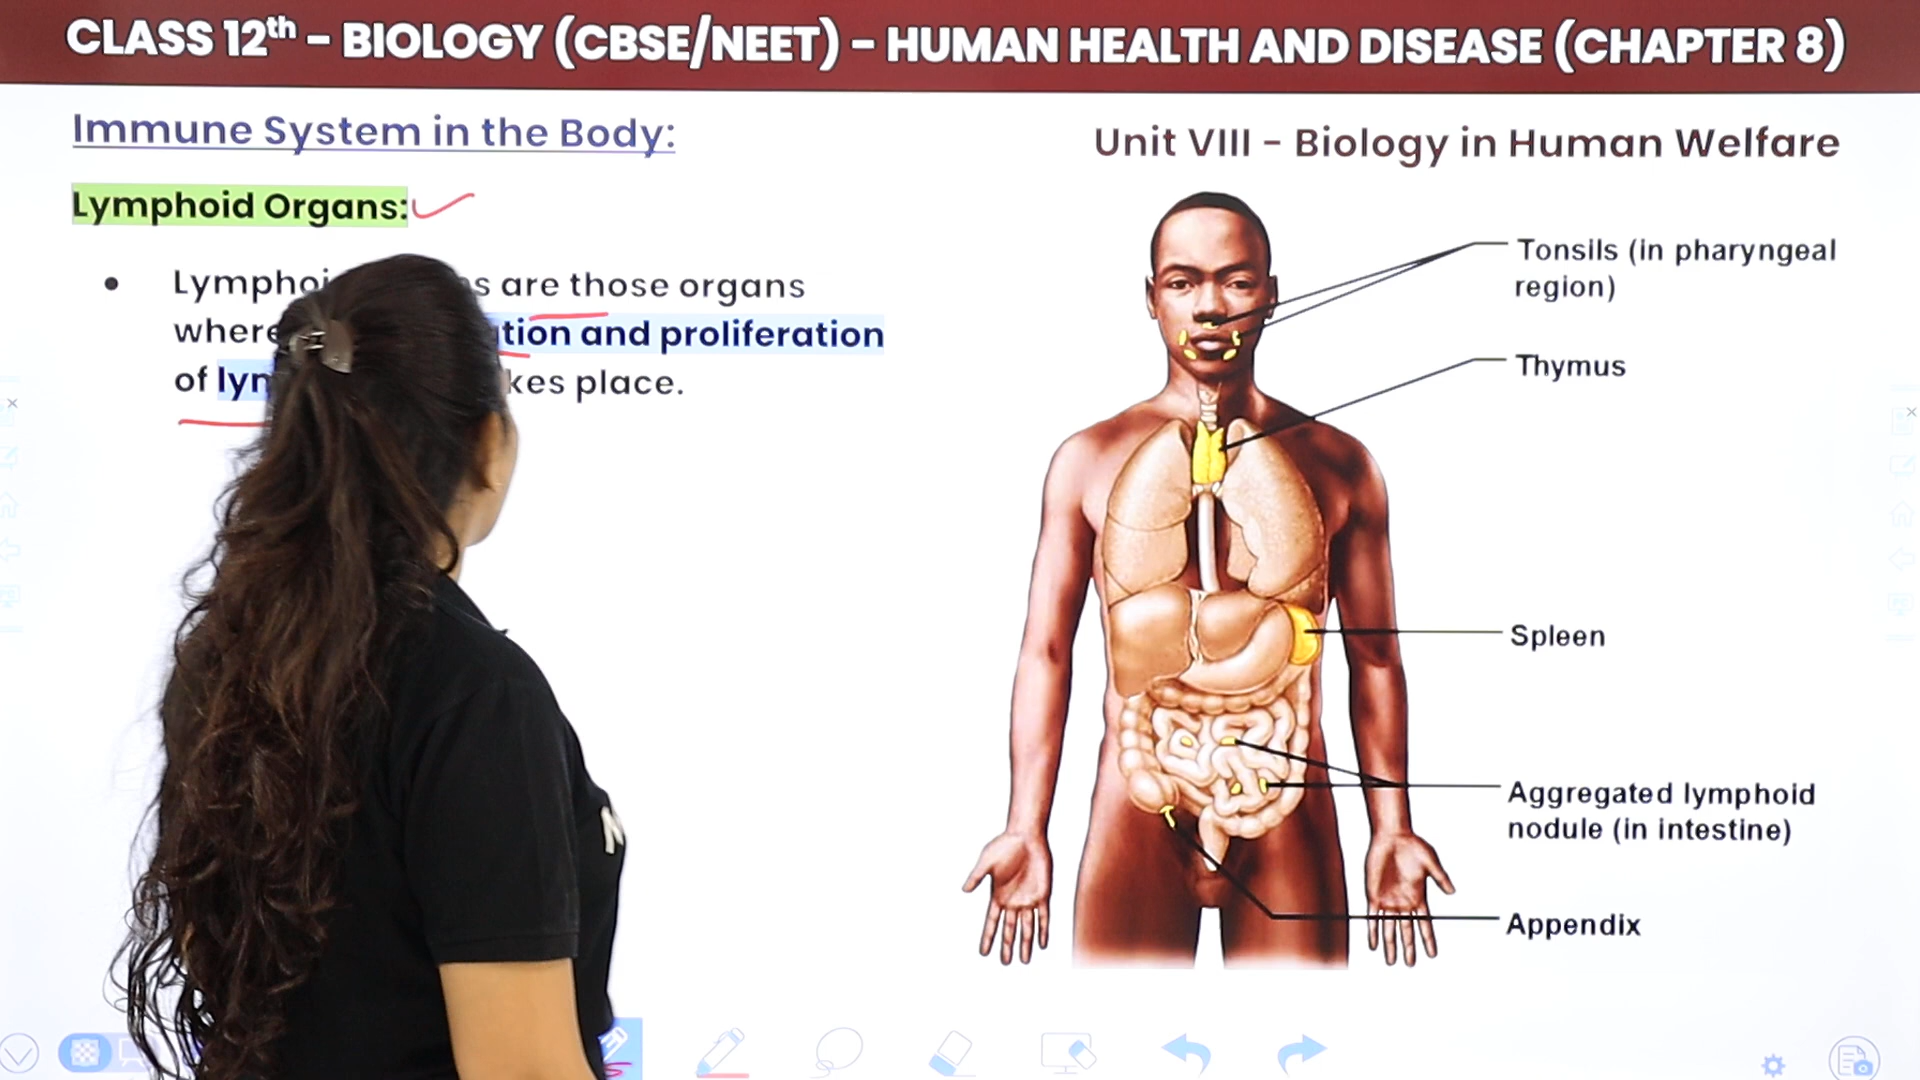 CLASS 12th – BIOLOGY (CBSE/NEET) – HUMAN HEALTH AND DISEASE (CHAPTER 8)
Immune System in the Body:
Unit VIII – Biology in Human Welfare
Lymphoid Organs:
are those organs
where and proliferation
of place.
Tonsils (in pharyngeal
region)
Thymus
Spleen
Aggregated lymphoid
nodule (in intestine)
Appendix